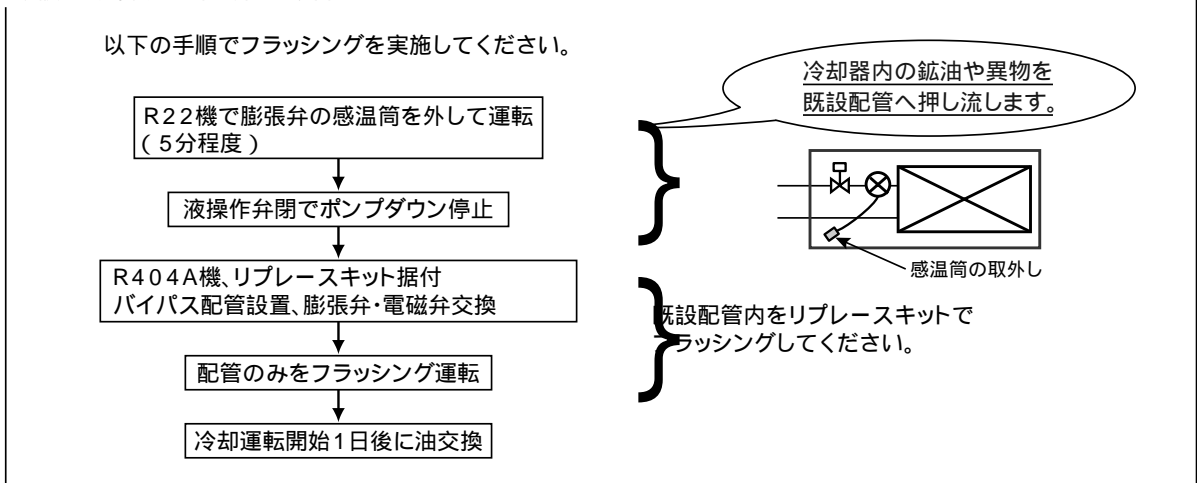 以下の手順でフラッシングを実施してください。
冷却器内の鉱油や異物を
既設配管へ押し流します。
R22機で膨張弁の感温筒を外して運転
(5分程度)
液操作弁閉でポンプダウン停止
感温筒の取外し
R404A機、リプレースキット据付
バイパス配管設置、膨張弁・電磁弁交換
既設配管内をリプレースキットで
ラッシングしてください。
配管のみをフラッシング運転
冷却運転開始1日後に油交換